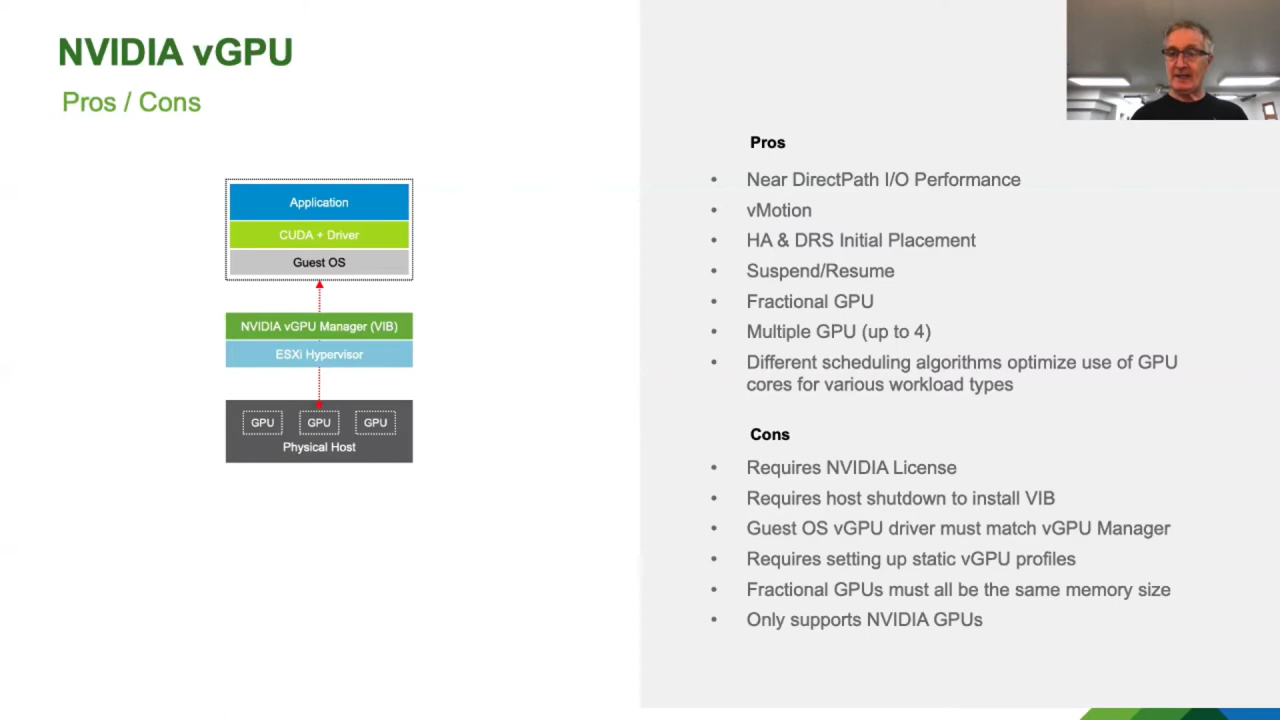 NVIDIA vGPU
Pros / Cons
Application
CUDA + Driver
Guest OS
NVIDIA vGPU Manager (VIB)
ESXi Hypervisor
GPU GPU GPU
Physical Host
Pros
• Near DirectPath I/O Performance
• vMotion
• HA & DRS Initial Placement
• Suspend/Resume
• Fractional GPU
• Multiple GPU (up to 4)
• Different scheduling algorithms optimize use of GPU
cores for various workload types
Cons
• Requires NVIDIA License
• Requires host shutdown to install VIB
• Guest OS vGPU driver must match vGPU Manager
• Requires setting up static vGPU profiles
• Fractional GPUs must all be the same memory size
• Only supports NVIDIA GPUs